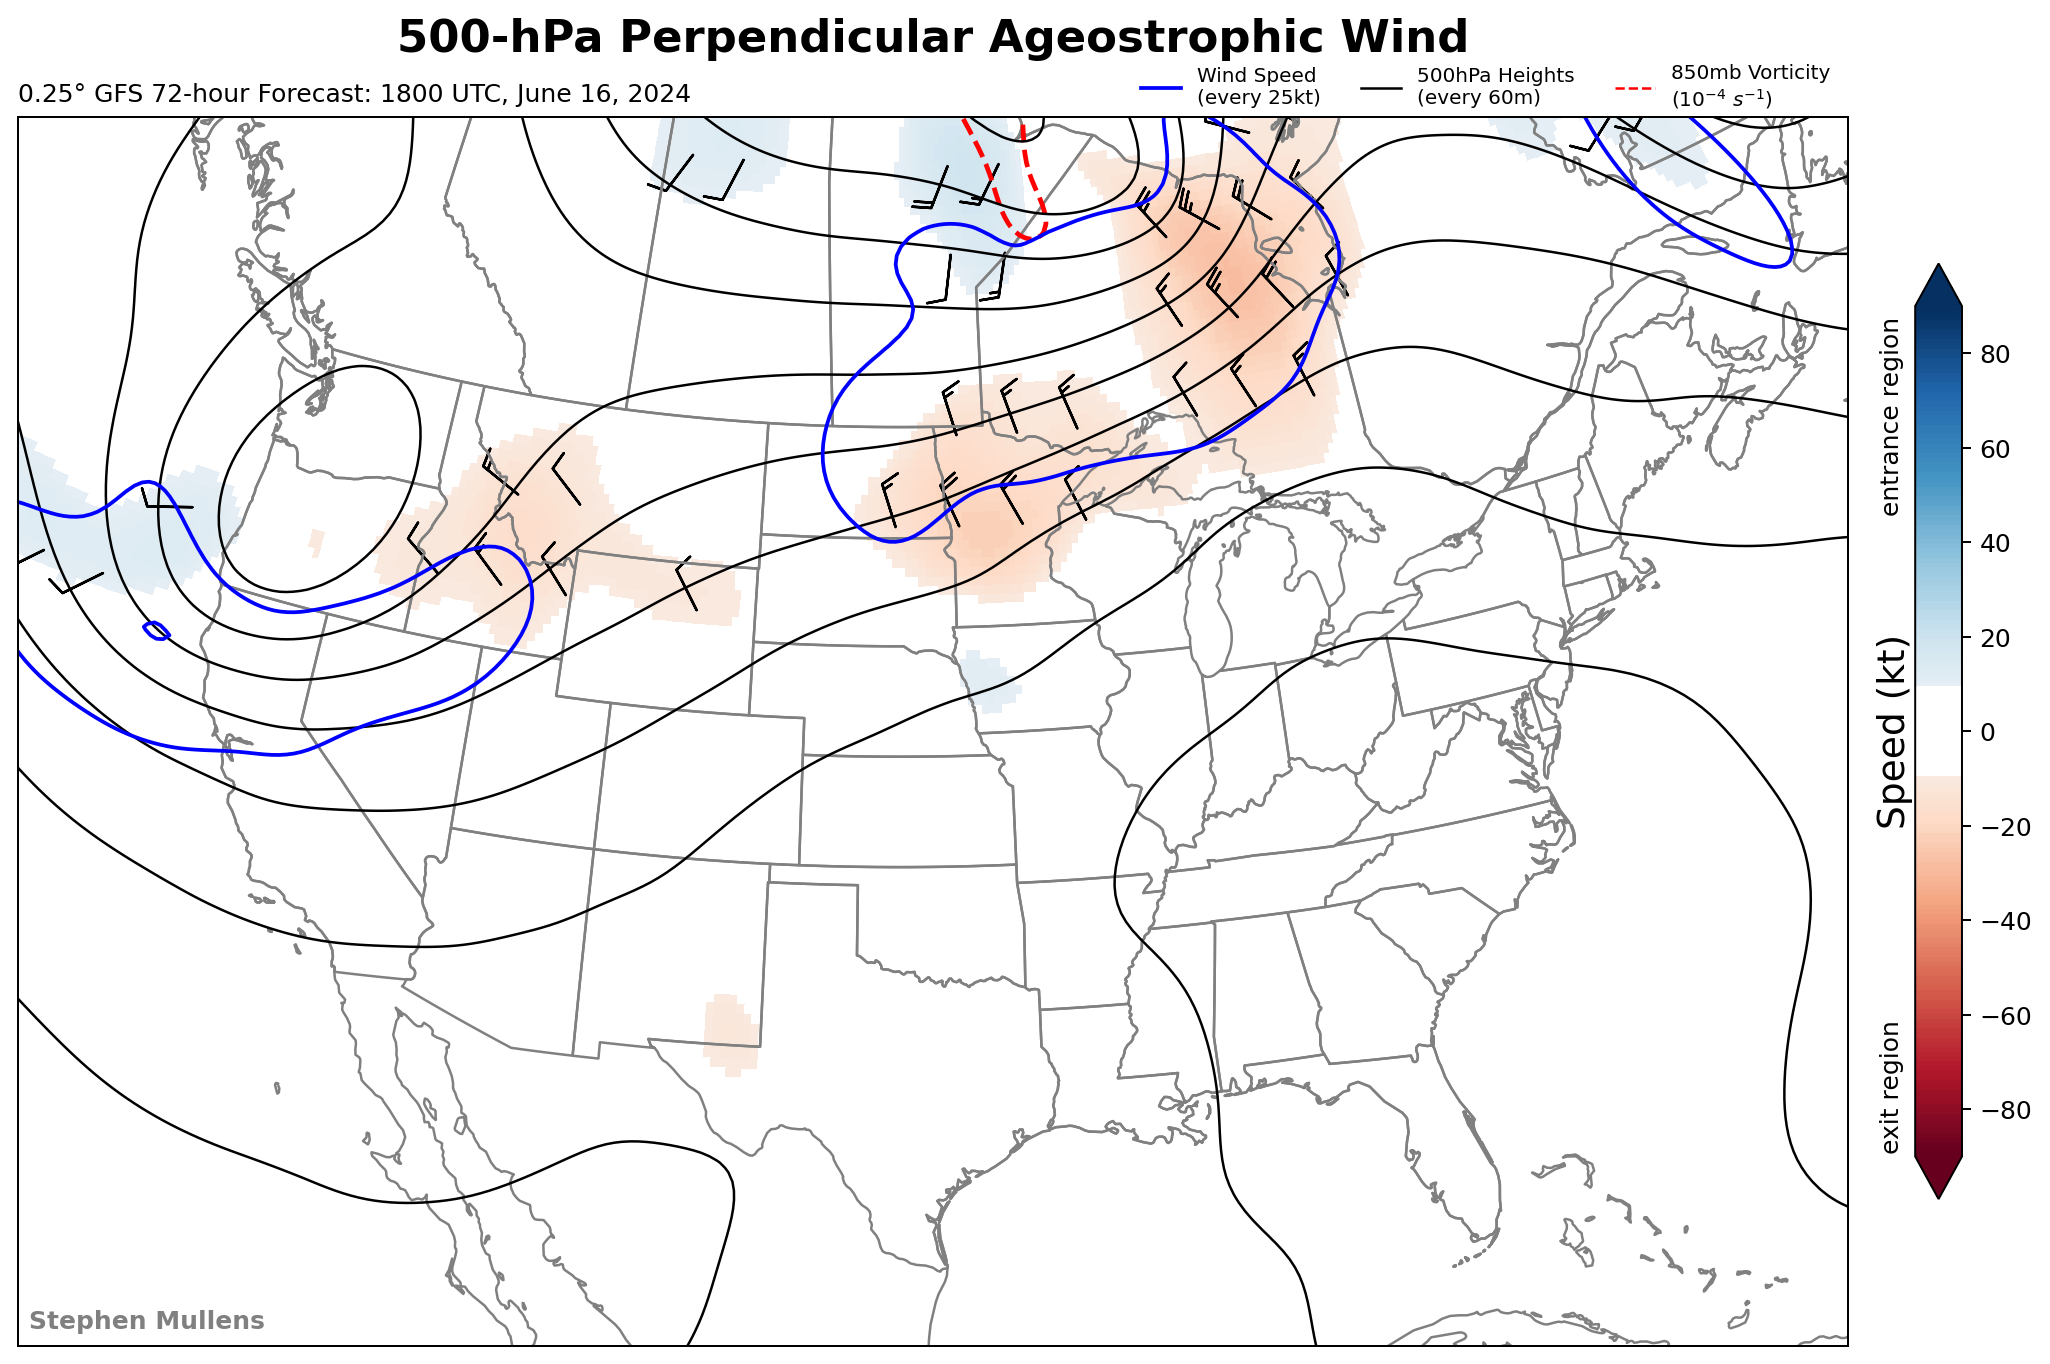 500-hPa Perpendicular Ageostrophic Wind
0.25° GFS 72-hour Forecast: 1800 UTC, June 16, 2024
Wind Speed
(every 25kt)
500hPa Heights
(every 60m)
850mb Vorticity
(10⁻⁴ s⁻¹)
entrance region
Speed (kt)
exit region
80
60
40
20
0
−20
−40
−60
−80
Stephen Mullens